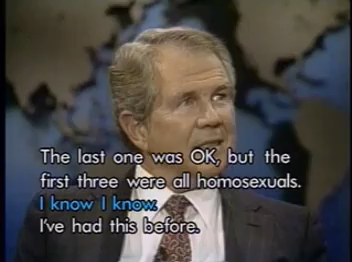 The last one was OK, but the
first three were all homosexuals.
I know I know.
I've had this before.